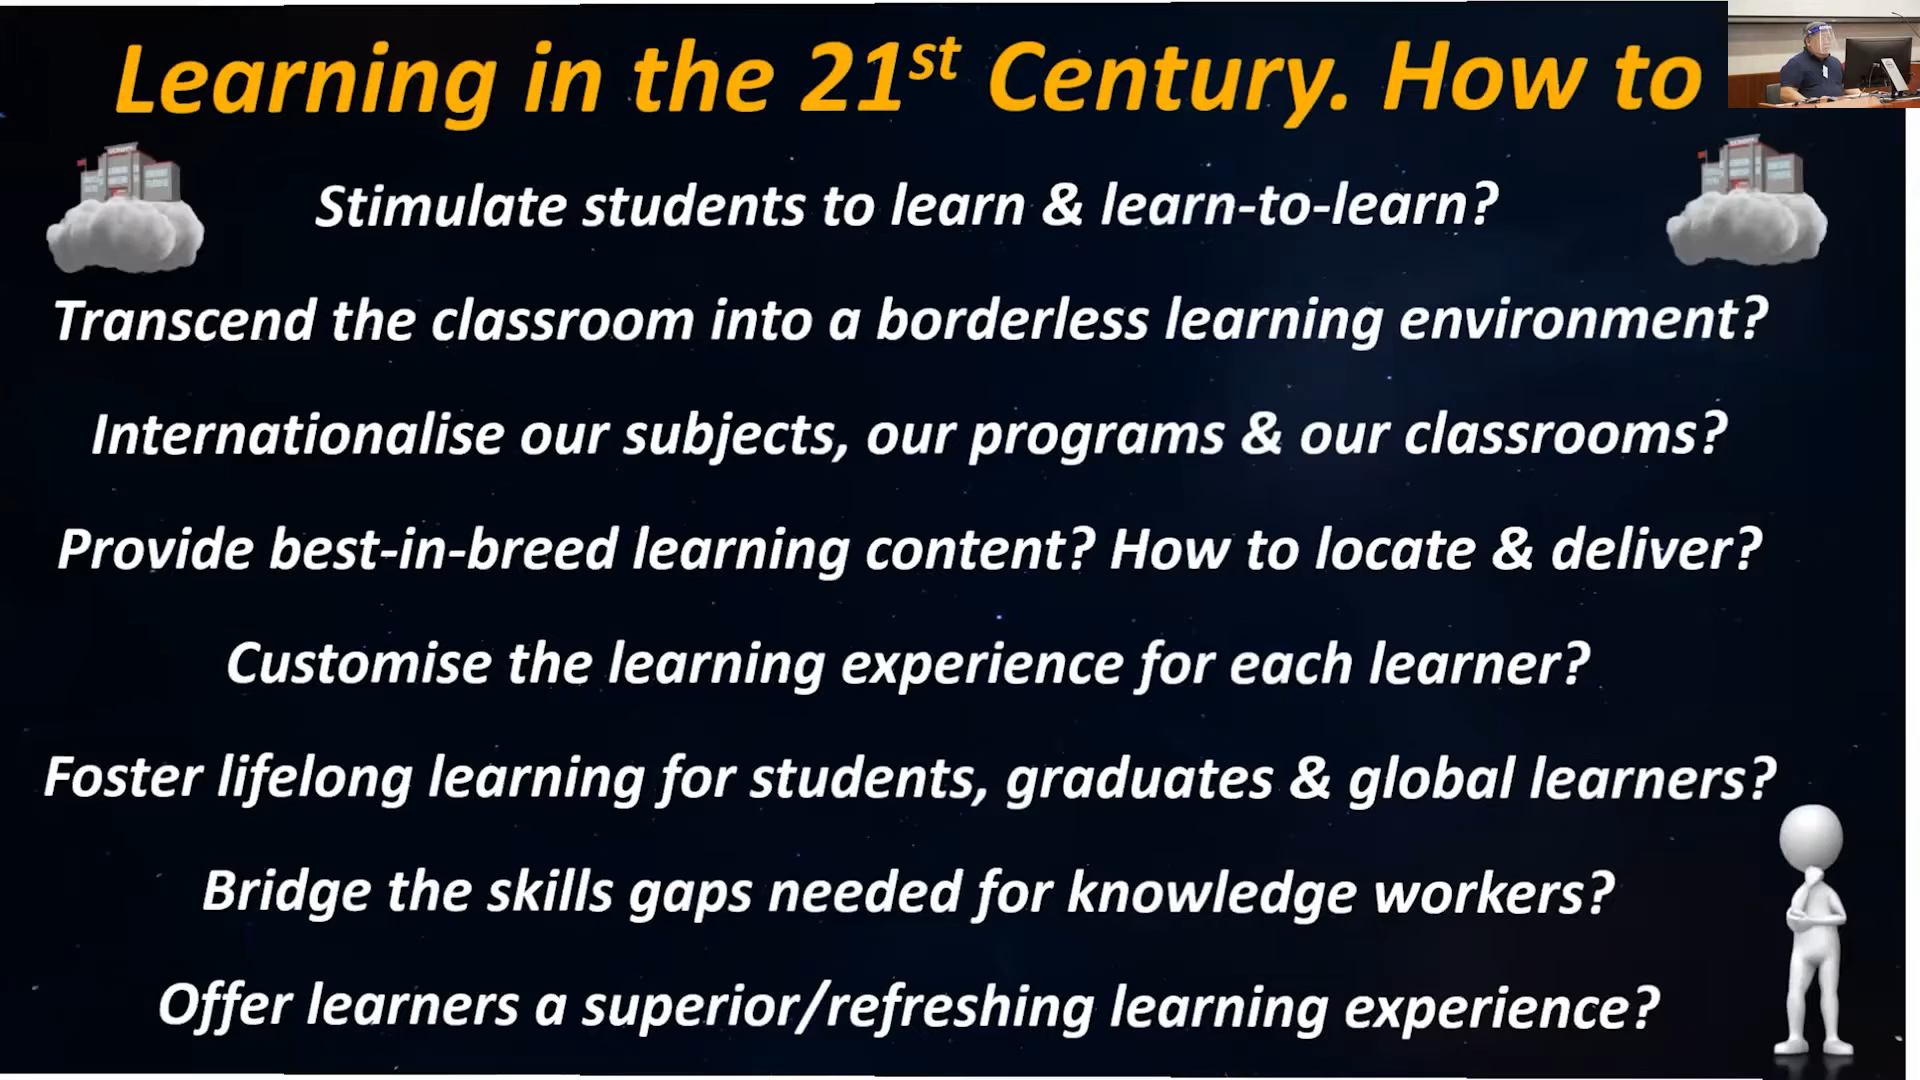 Learning in the 21st Century. How to
Stimulate students to learn & learn-to-learn?
Transcend the classroom into a borderless learning environment?
Internationalise our subjects, our programs & our classrooms?
Provide best-in-breed learning content? How to locate & deliver?
Customise the learning experience for each learner?
Foster lifelong learning for students, graduates & global learners?
Bridge the skills gaps needed for knowledge workers?
Offer learners a superior/refreshing learning experience?